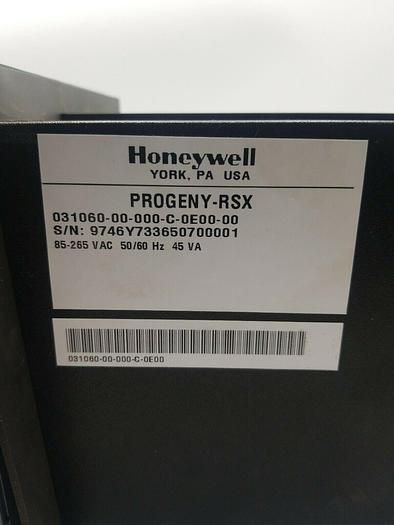 Honeywell
YORK, PA USA
PROGENY-RSX
031060-00-000-C-0E00-00
S/N: 9746Y733650700001
85-265 VAC 50/60 Hz 45 VA
031060-00-000-C-0E00